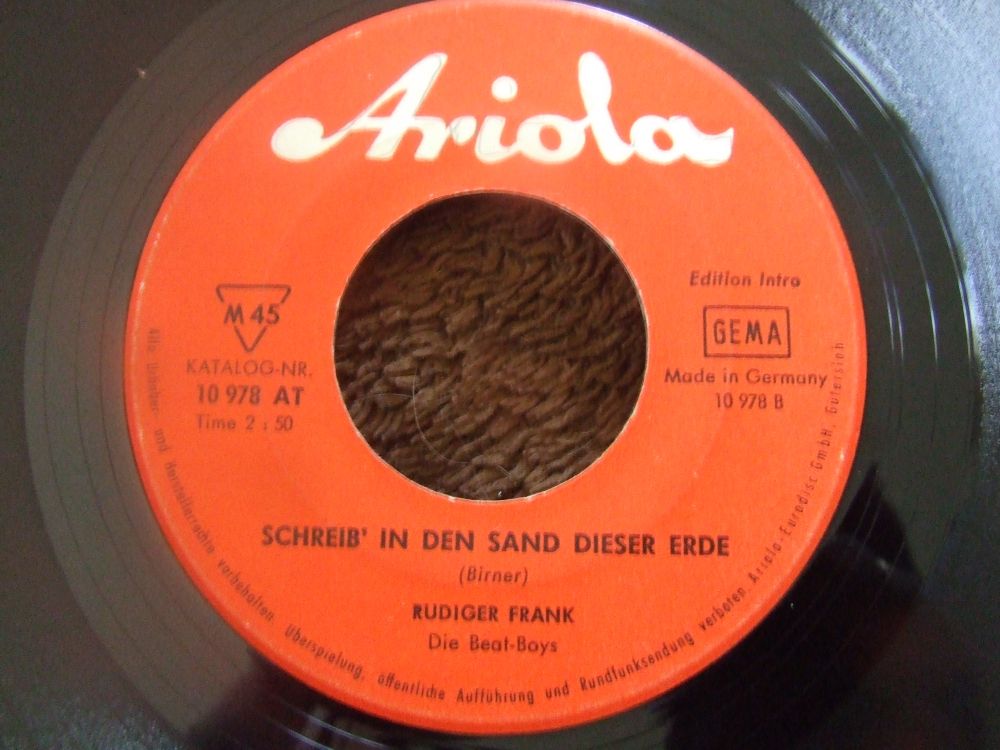 Ariola
M 45
KATALOG-NR.
10 978 AT
Time 2 : 50
Edition Intro
GEMA
Made in Germany
10 978 B
SCHREIB' IN DEN SAND DIESER ERDE
(Birner)
RUDIGER FRANK
Die Beat-Boys
Alle Urheber- und Herstellerrechte vorbehalten Überspielung, öffentliche Aufführung und Rundfunksendung verboten Ariola-Eurodisc GmbH, Gütersloh